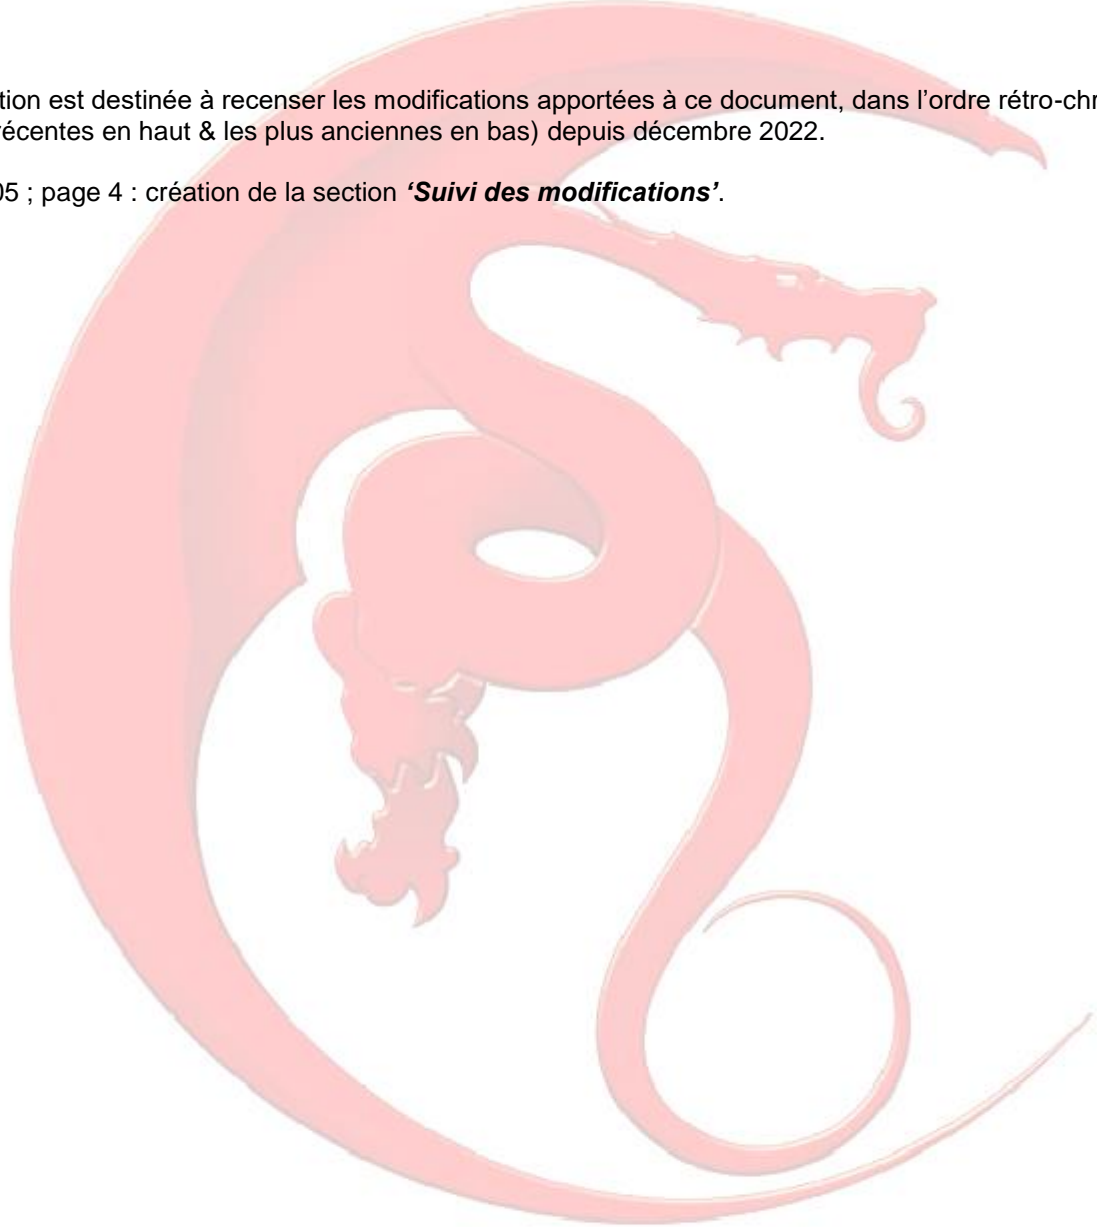 tion est destinée à recenser les modifications apportées à ce document, dans l’ordre rétro-chr
récentes en haut & les plus anciennes en bas) depuis décembre 2022.
05 ; page 4 : création de la section ‘Suivi des modifications’.